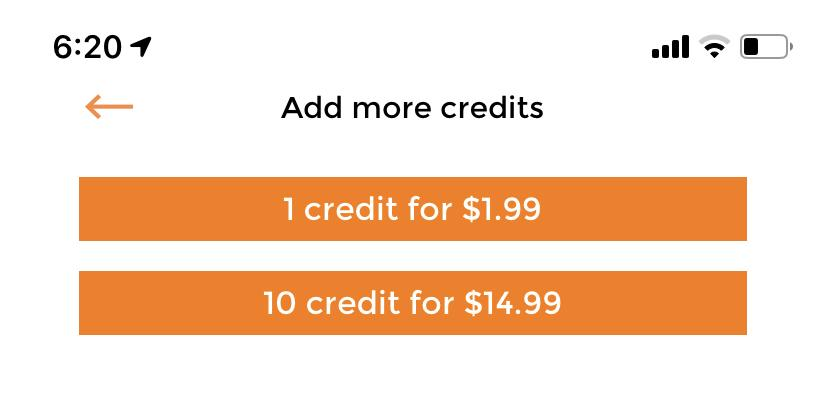 6:20
Add more credits
1 credit for $1.99
10 credit for $14.99